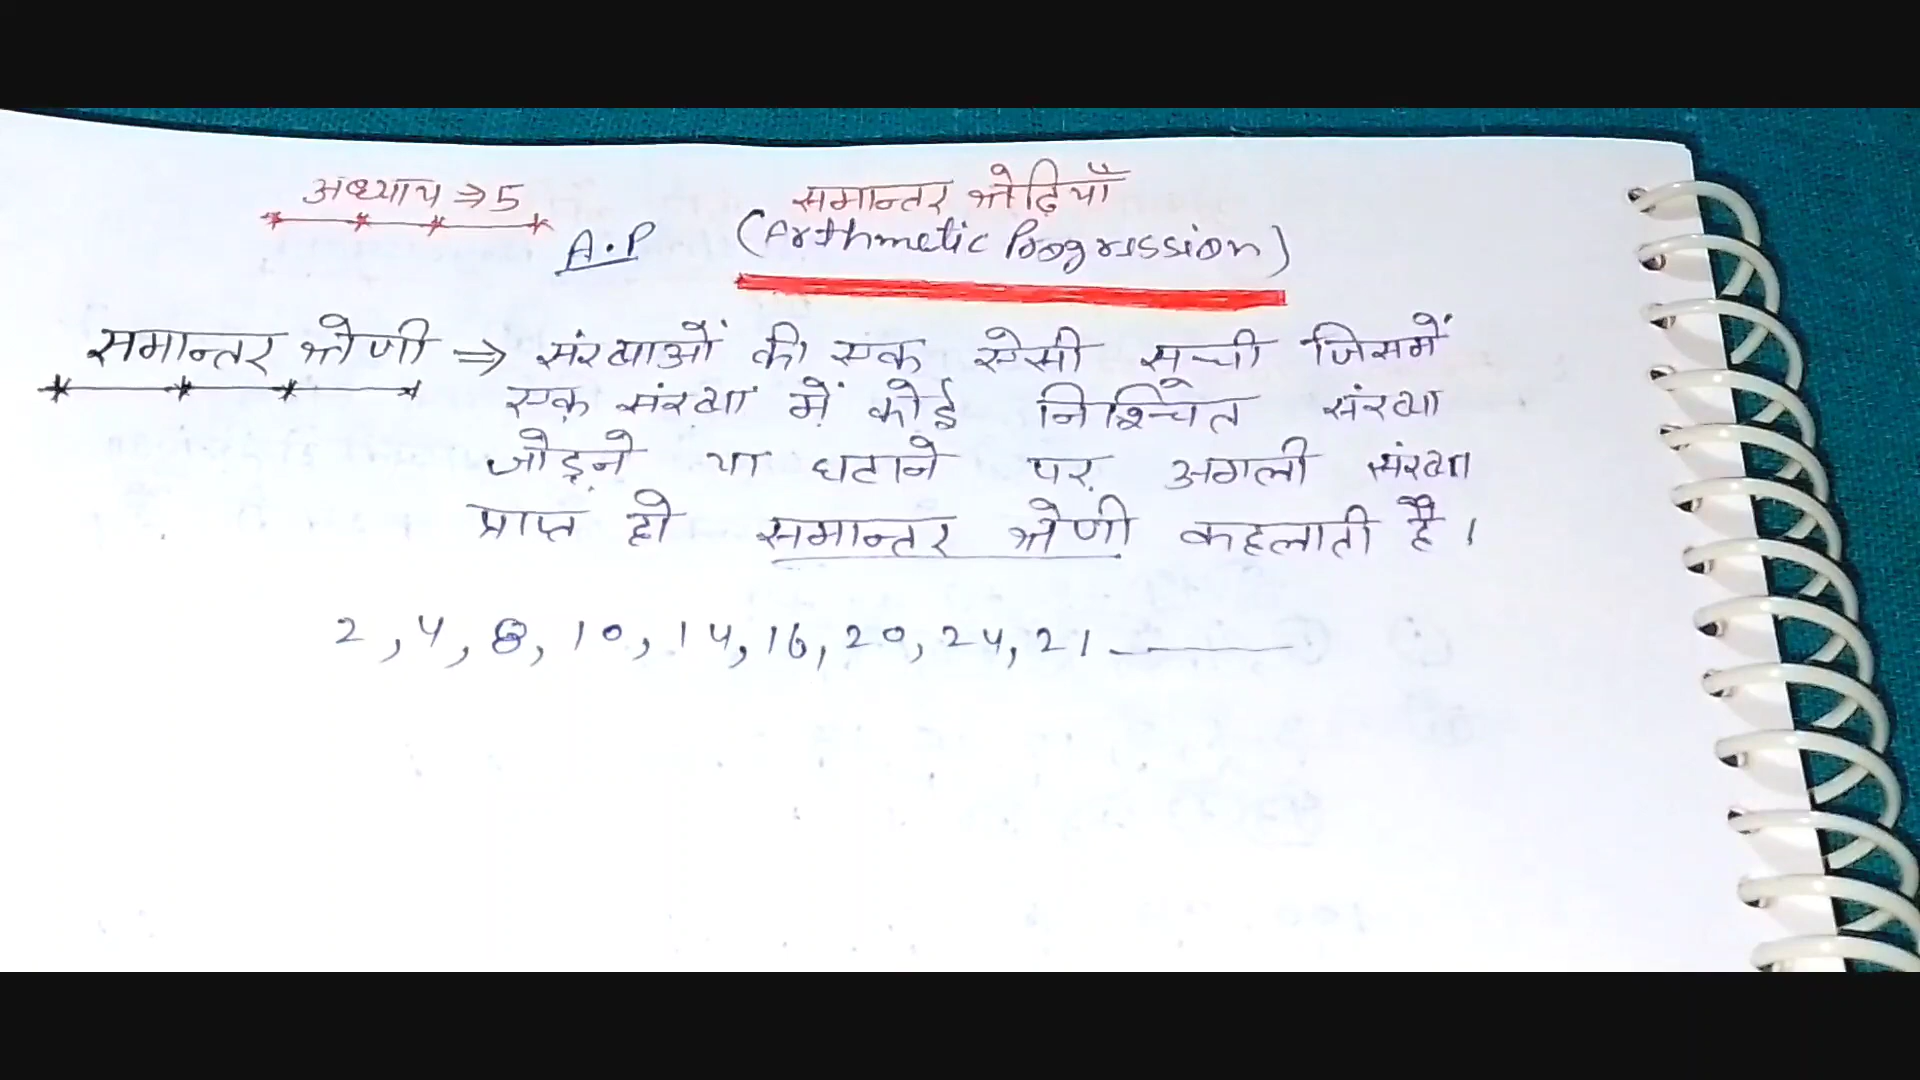 अध्याय ⇒ 5
समान्तर श्रेढ़ियाँ
A.P (Arthmetic Progression)
समान्तर श्रेणी ⇒ संख्याओं की एक ऐसी सूची जिसमें
एक संख्या में कोई निश्चित संख्या
जोड़ने या घटाने पर अगली संख्या
प्राप्त हो समान्तर श्रेणी कहलाती है।
2, 4, 8, 10, 14, 16, 20, 24, 21